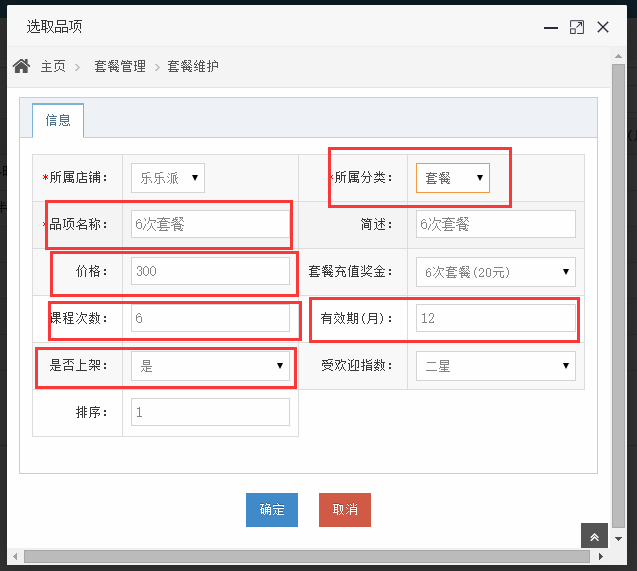 选取品项
主页 套餐管理 套餐维护
信息
*所属店铺: 乐乐派 *所属分类: 套餐
*品项名称: 6次套餐 简述: 6次套餐
价格: 300 套餐充值奖金: 6次套餐(20元)
课程次数: 6 有效期(月): 12
是否上架: 是 受欢迎指数: 二星
排序: 1
确定 取消